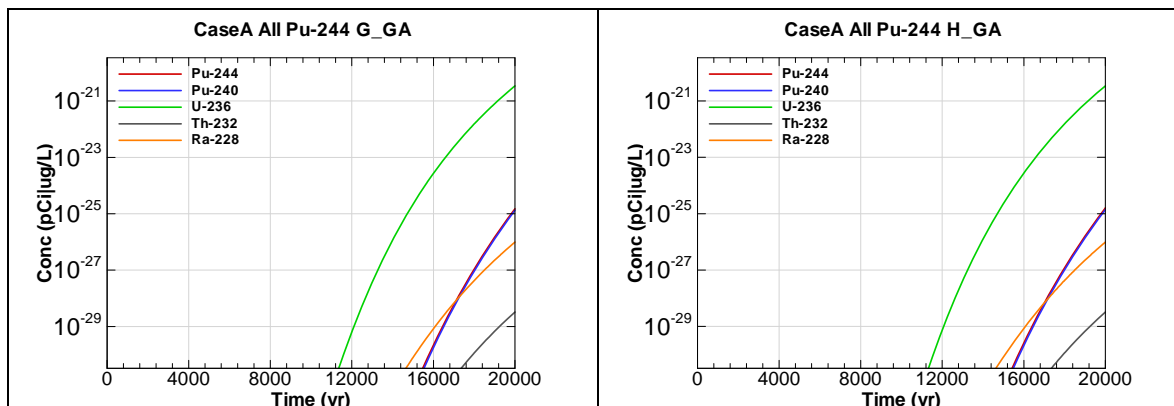 CaseA All Pu-244 G_GA
Pu-244
Pu-240
U-236
Th-232
Ra-228
10-21
10-23
10-25
10-27
10-29
Conc (pCi|ug/L)
0 4000 8000 12000 16000 20000
Time (yr)
CaseA All Pu-244 H_GA
Pu-244
Pu-240
U-236
Th-232
Ra-228
10-21
10-23
10-25
10-27
10-29
Conc (pCi|ug/L)
0 4000 8000 12000 16000 20000
Time (yr)